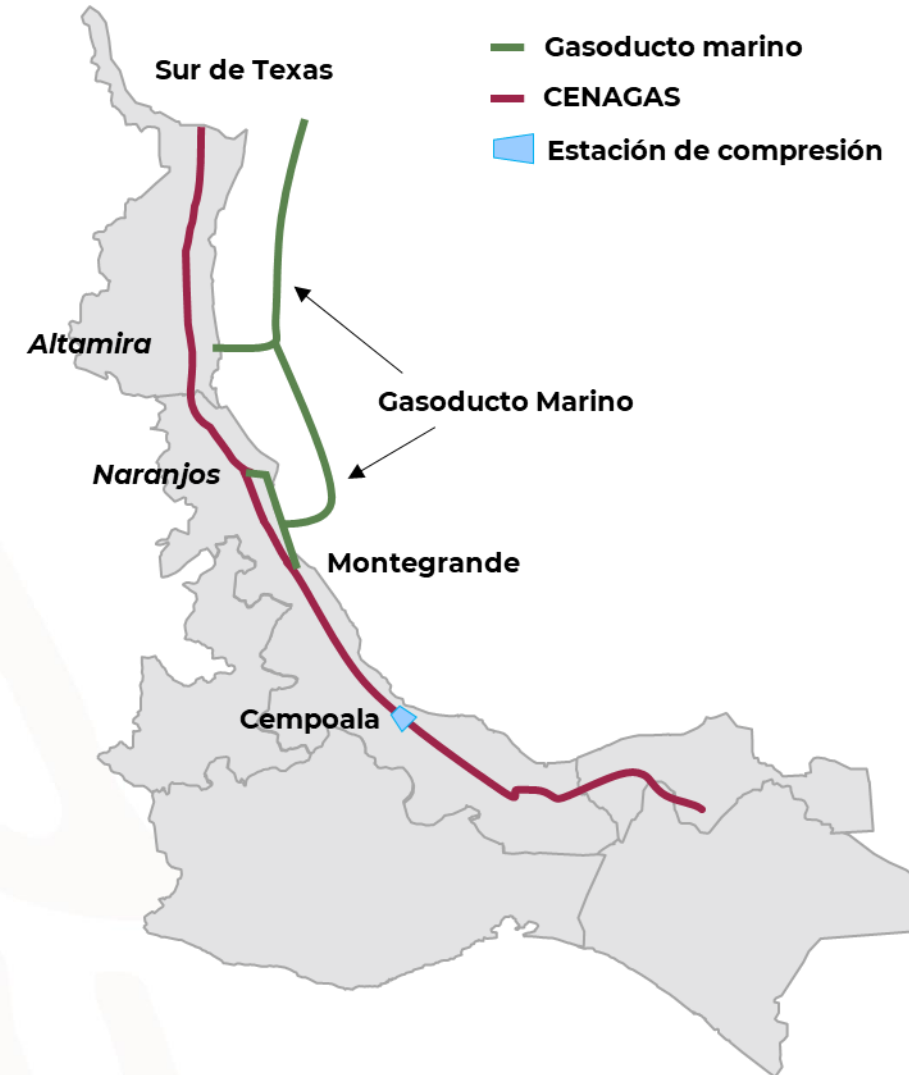 Sur de Texas
Gasoducto marino
CENAGAS
Estación de compresión
Altamira
Gasoducto Marino
Naranjos
Montegrande
Cempoala